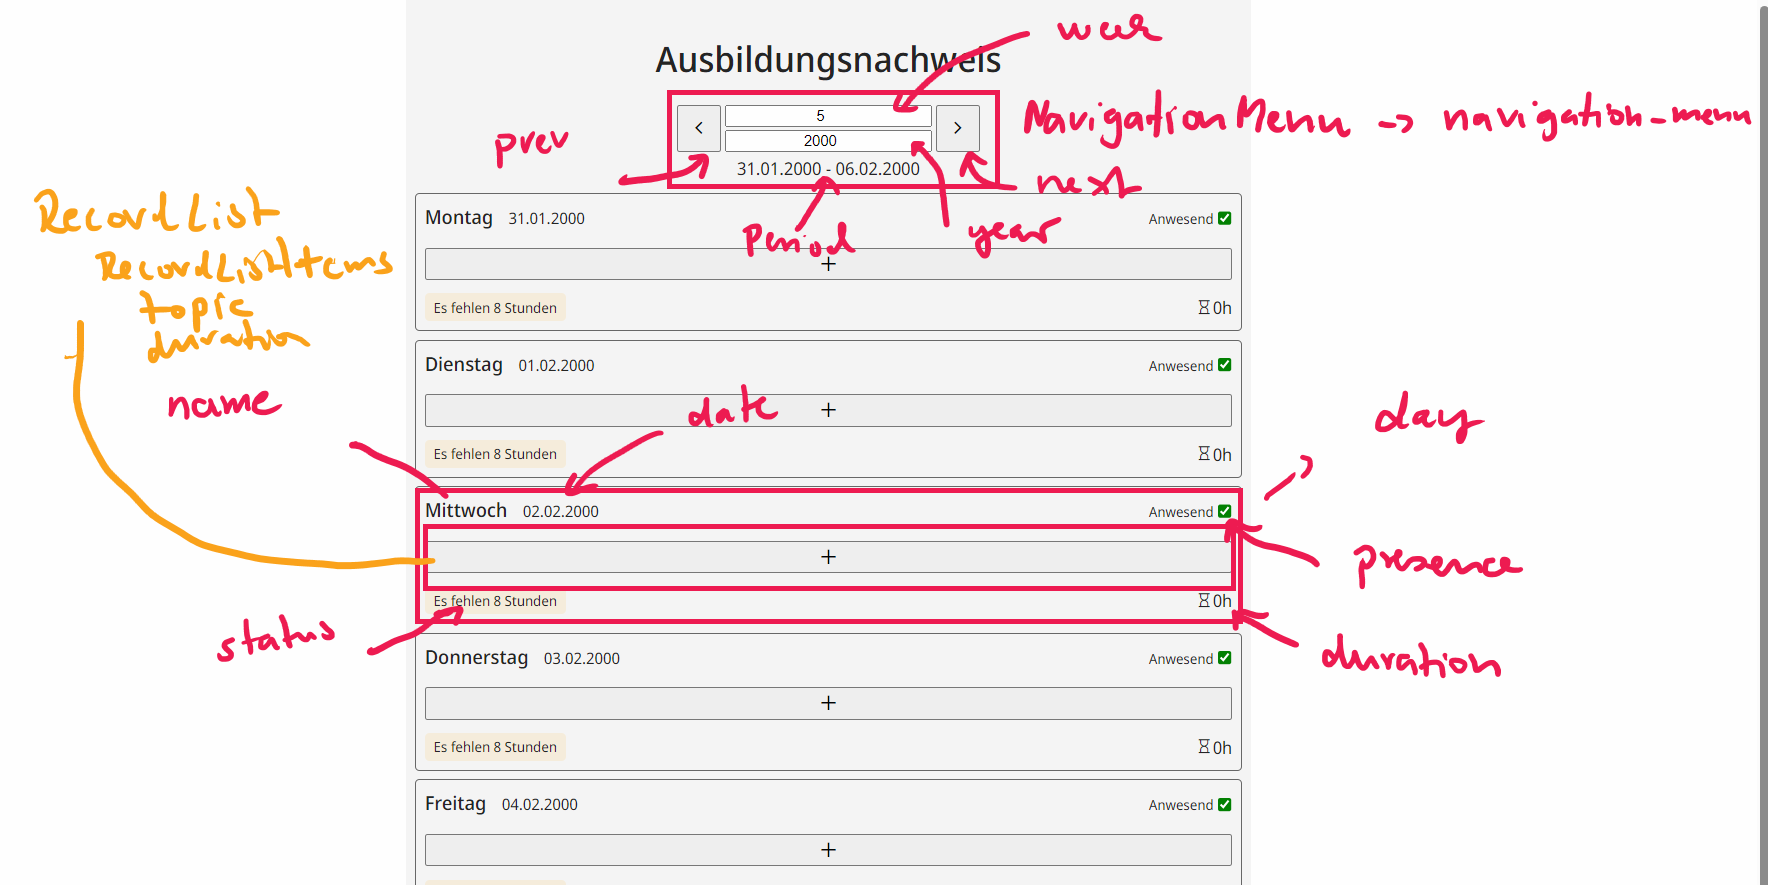 week
Ausbildungsnachweis
5
2000
31.01.2000 - 06.02.2000
NavigationMenu -> navigation-menu
prev
next
Period
year
RecordList
RecordListItems
topic
duration
Montag 31.01.2000 Anwesend
+
Es fehlen 8 Stunden 0h
Dienstag 01.02.2000 Anwesend
+
Es fehlen 8 Stunden 0h
name
date
day
Mittwoch 02.02.2000 Anwesend
+
Es fehlen 8 Stunden 0h
presence
status
duration
Donnerstag 03.02.2000 Anwesend
+
Es fehlen 8 Stunden 0h
Freitag 04.02.2000 Anwesend
+